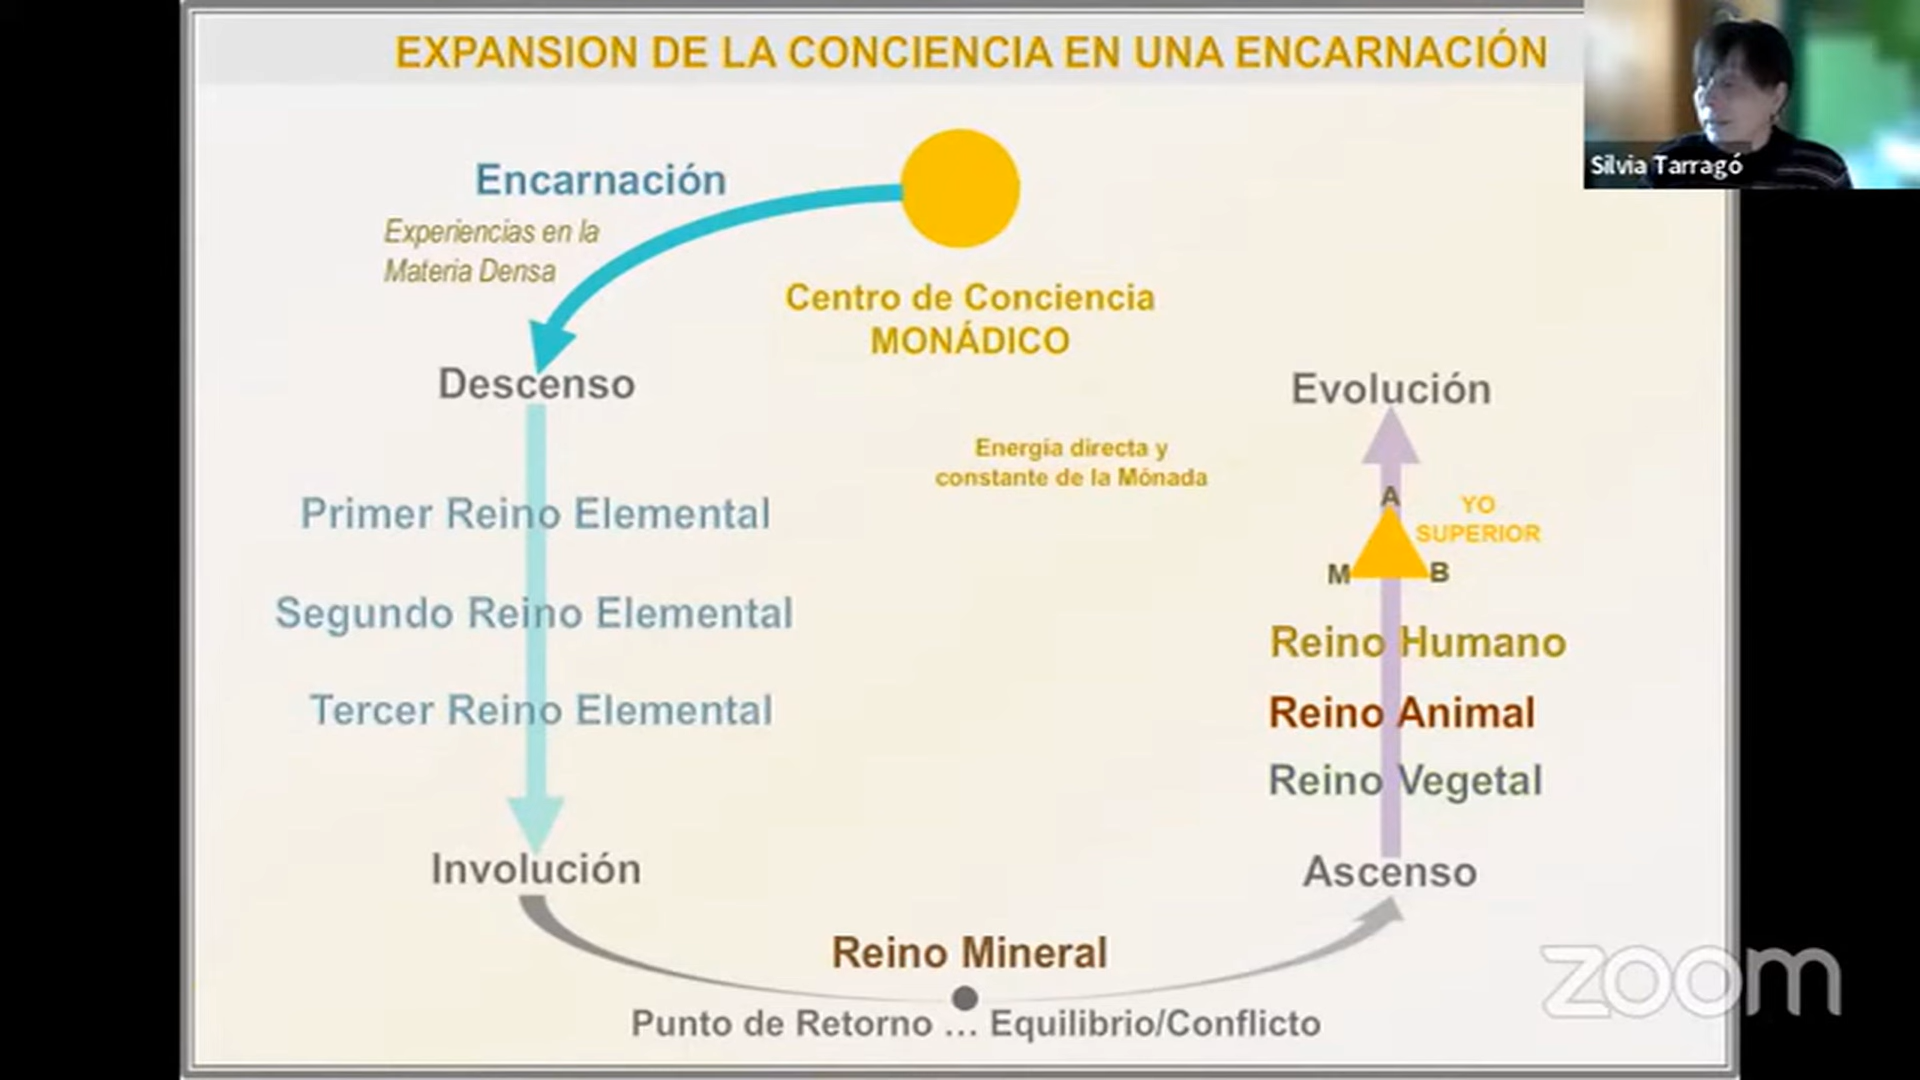 EXPANSION DE LA CONCIENCIA EN UNA ENCARNACIÓN
Silvia Tarragó
Encarnación
Experiencias en la
Materia Densa
Centro de Conciencia
MONÁDICO
Descenso
Evolución
Energía directa y
constante de la Mónada
A
YO
SUPERIOR
M B
Primer Reino Elemental
Segundo Reino Elemental
Tercer Reino Elemental
Reino Humano
Reino Animal
Reino Vegetal
Involución
Ascenso
Reino Mineral
Punto de Retorno ... Equilibrio/Conflicto
zoom